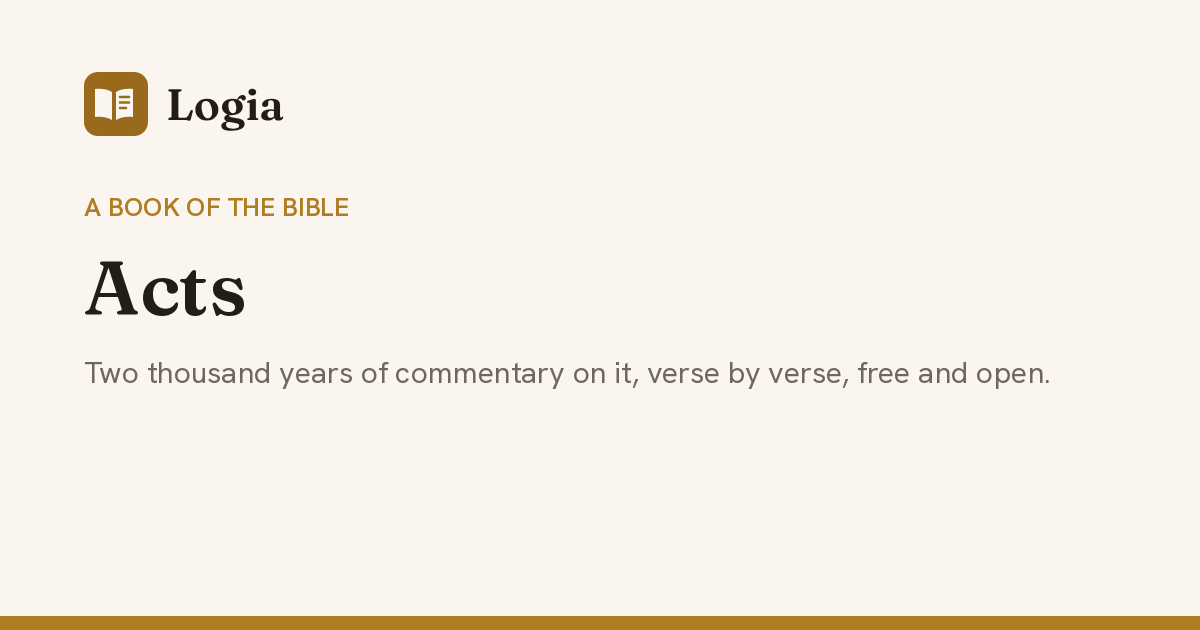 Logia
A BOOK OF THE BIBLE
Acts
Two thousand years of commentary on it, verse by verse, free and open.